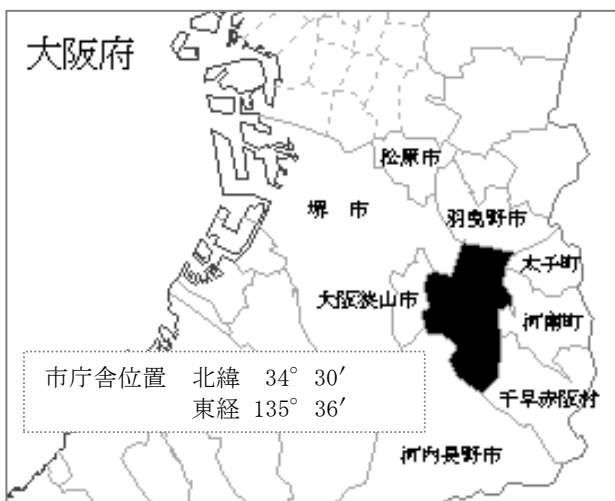 大阪府
松原市
堺 市
羽曳野市
太子町
大阪狭山市
河南町
市庁舎位置 北緯 34° 30′
東経 135° 36′
千早赤阪村
河内長野市